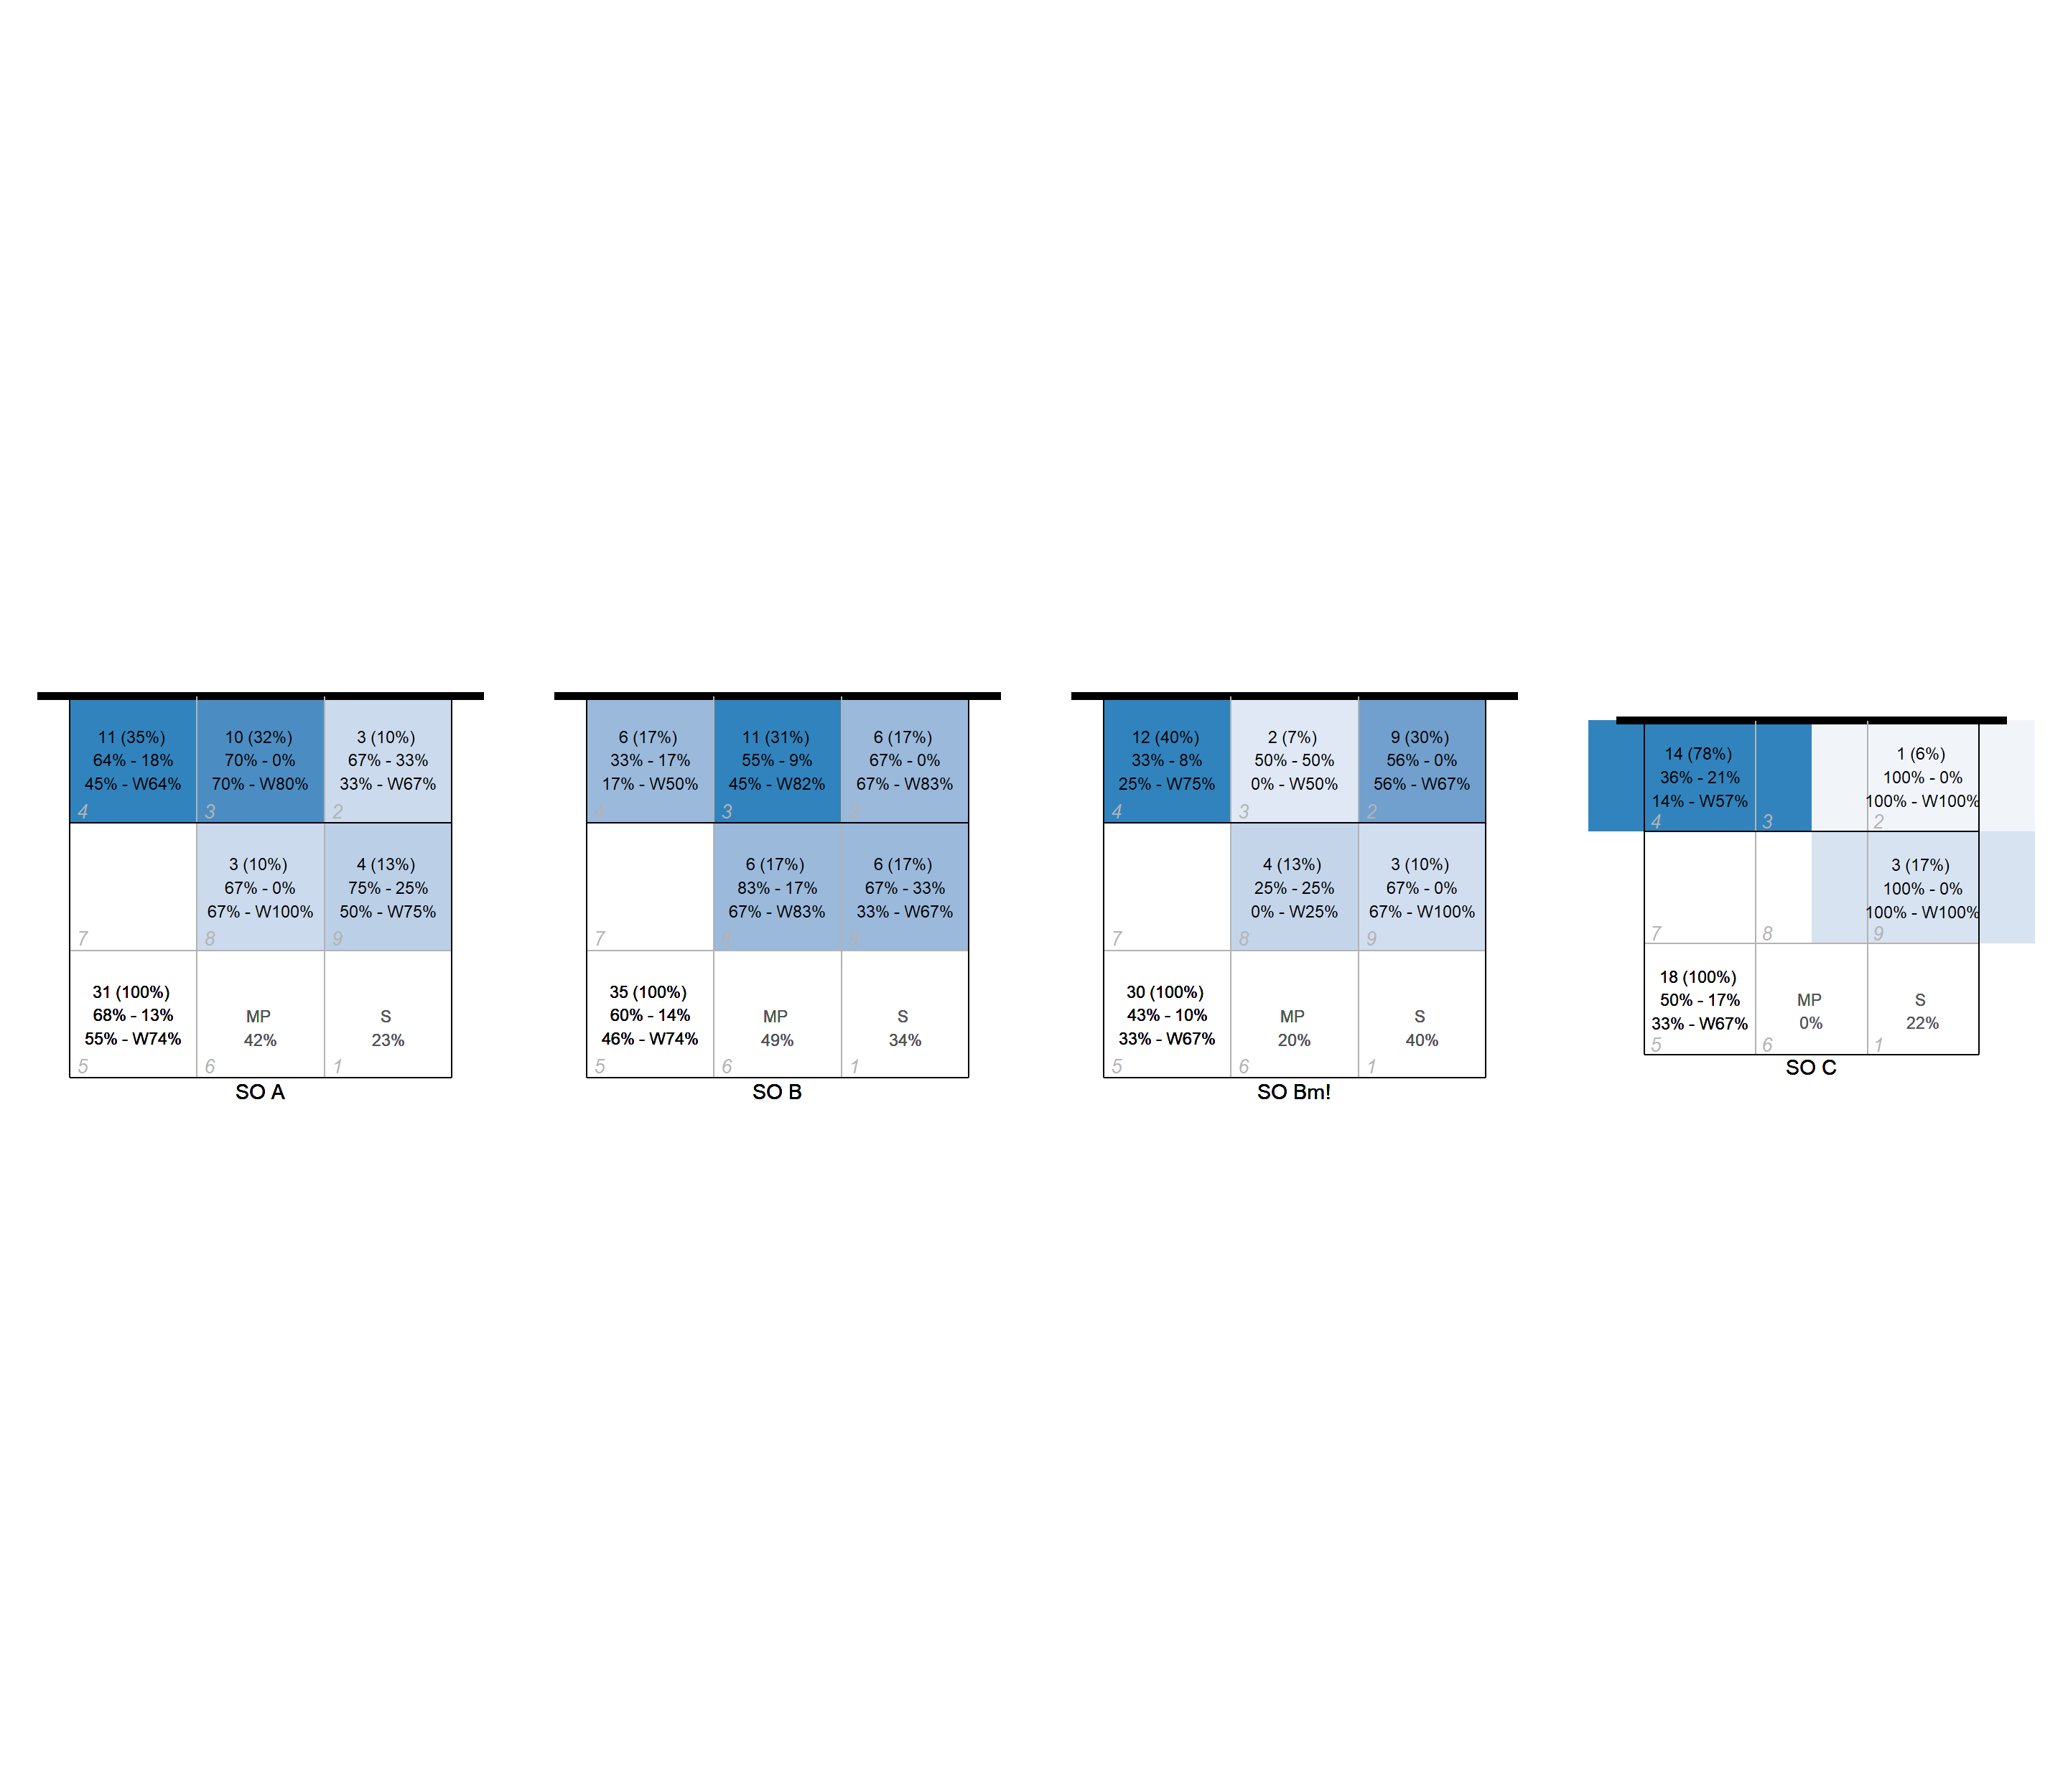 11 (35%)
64% - 18%
45% - W64%
4
10 (32%)
70% - 0%
70% - W80%
3
3 (10%)
67% - 33%
33% - W67%
2
7
3 (10%)
67% - 0%
67% - W100%
8
4 (13%)
75% - 25%
50% - W75%
9
31 (100%)
68% - 13%
55% - W74%
5
MP
42%
6
S
23%
1
SO A
6 (17%)
33% - 17%
17% - W50%
11 (31%)
55% - 9%
45% - W82%
3
6 (17%)
67% - 0%
67% - W83%
7
6 (17%)
83% - 17%
67% - W83%
6 (17%)
67% - 33%
33% - W67%
35 (100%)
60% - 14%
46% - W74%
5
MP
49%
6
S
34%
1
SO B
12 (40%)
33% - 8%
25% - W75%
4
2 (7%)
50% - 50%
0% - W50%
3
9 (30%)
56% - 0%
56% - W67%
2
7
4 (13%)
25% - 25%
0% - W25%
8
3 (10%)
67% - 0%
67% - W100%
9
30 (100%)
43% - 10%
33% - W67%
5
MP
20%
6
S
40%
1
SO Bm!
14 (78%)
36% - 21%
14% - W57%
4
3
1 (6%)
100% - 0%
100% - W100%
2
7
8
3 (17%)
100% - 0%
100% - W100%
9
18 (100%)
50% - 17%
33% - W67%
5
MP
0%
6
S
22%
1
SO C